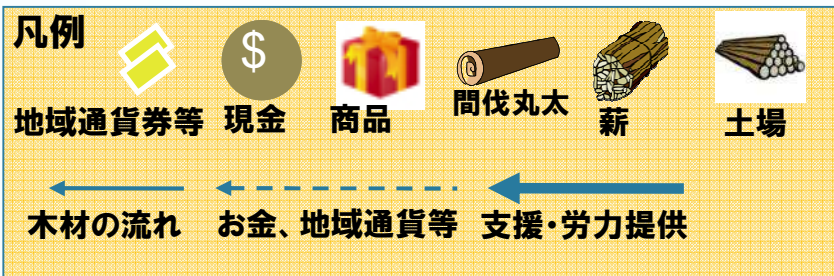 凡例
$
地域通貨券等 現金 商品 間伐丸太 薪 土場
木材の流れ お金、地域通貨等 支援・労力提供